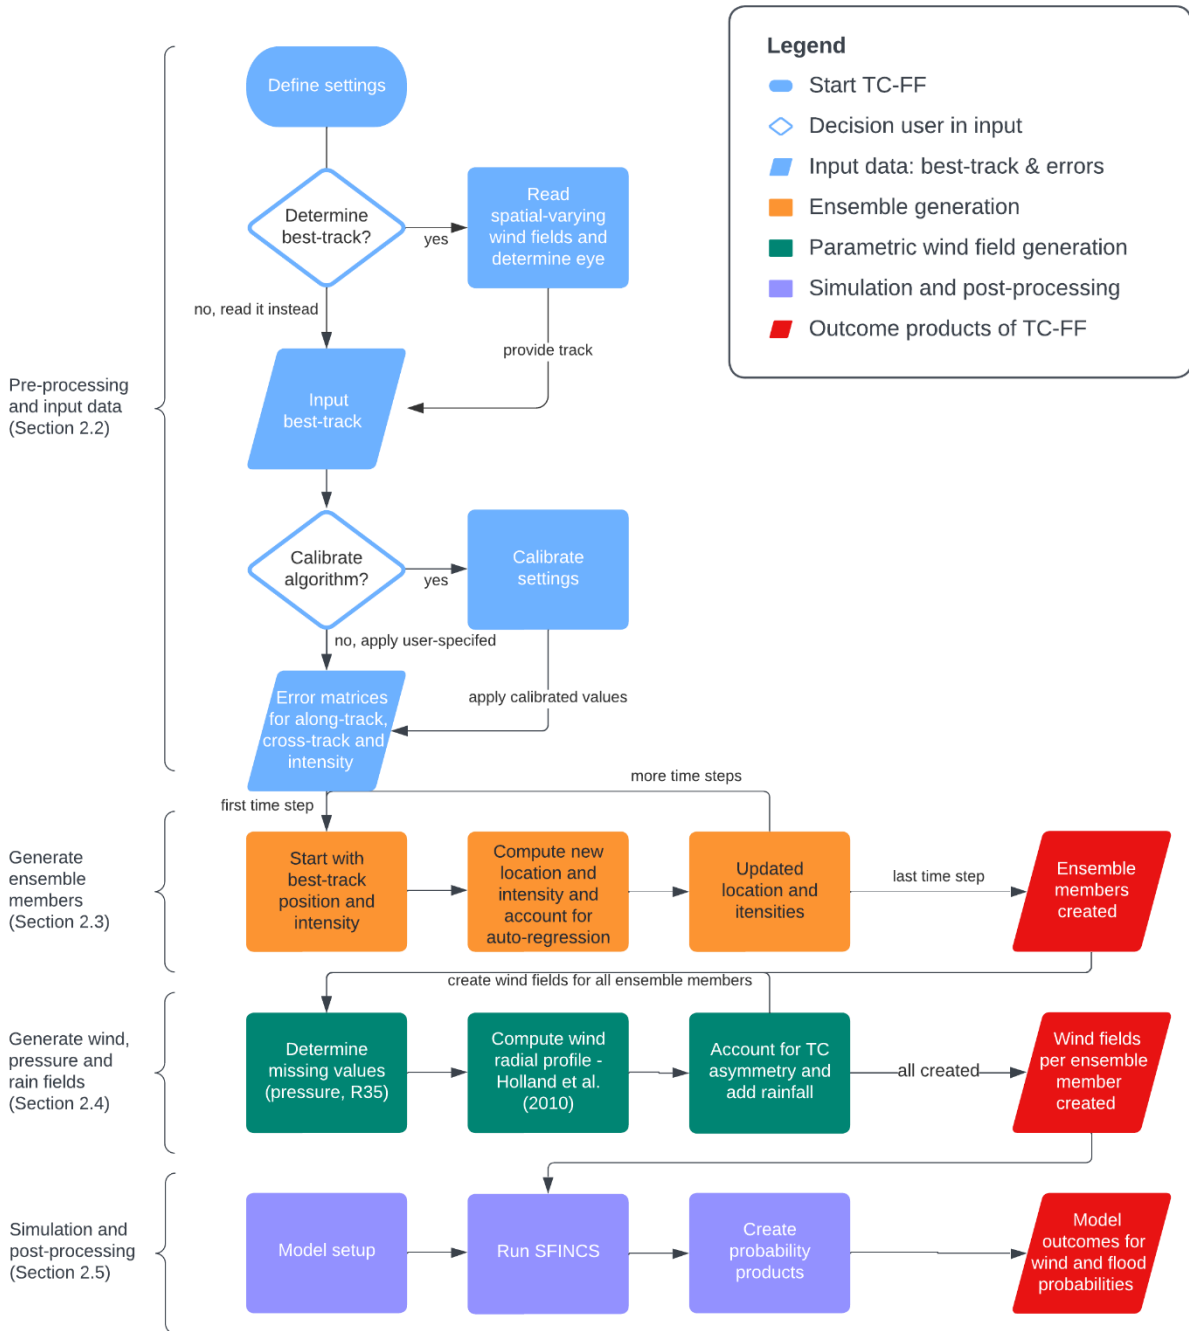 Legend
Start TC-FF
Decision user in input
Input data: best-track & errors
Ensemble generation
Parametric wind field generation
Simulation and post-processing
Outcome products of TC-FF
Pre-processing
and input data
(Section 2.2)
Define settings
Determine
best-track?
yes
Read
spatial-varying
wind fields and
determine eye
no, read it instead
provide track
Input
best-track
Calibrate
algorithm?
yes
Calibrate
settings
no, apply user-specifed
apply calibrated values
Error matrices
for along-track,
cross-track and
intensity
more time steps
first time step
Generate
ensemble
members
(Section 2.3)
Start with
best-track
position and
intensity
Compute new
location and
intensity and
account for
auto-regression
Updated
location and
itensities
last time step
Ensemble
members
created
create wind fields for all ensemble members
Generate wind,
pressure and
rain fields
(Section 2.4)
Determine
missing values
(pressure, R35)
Compute wind
radial profile -
Holland et al.
(2010)
Account for TC
asymmetry and
add rainfall
all created
Wind fields
per ensemble
member
created
Simulation and
post-processing
(Section 2.5)
Model setup
Run SFINCS
Create
probability
products
Model
outcomes for
wind and flood
probabilities